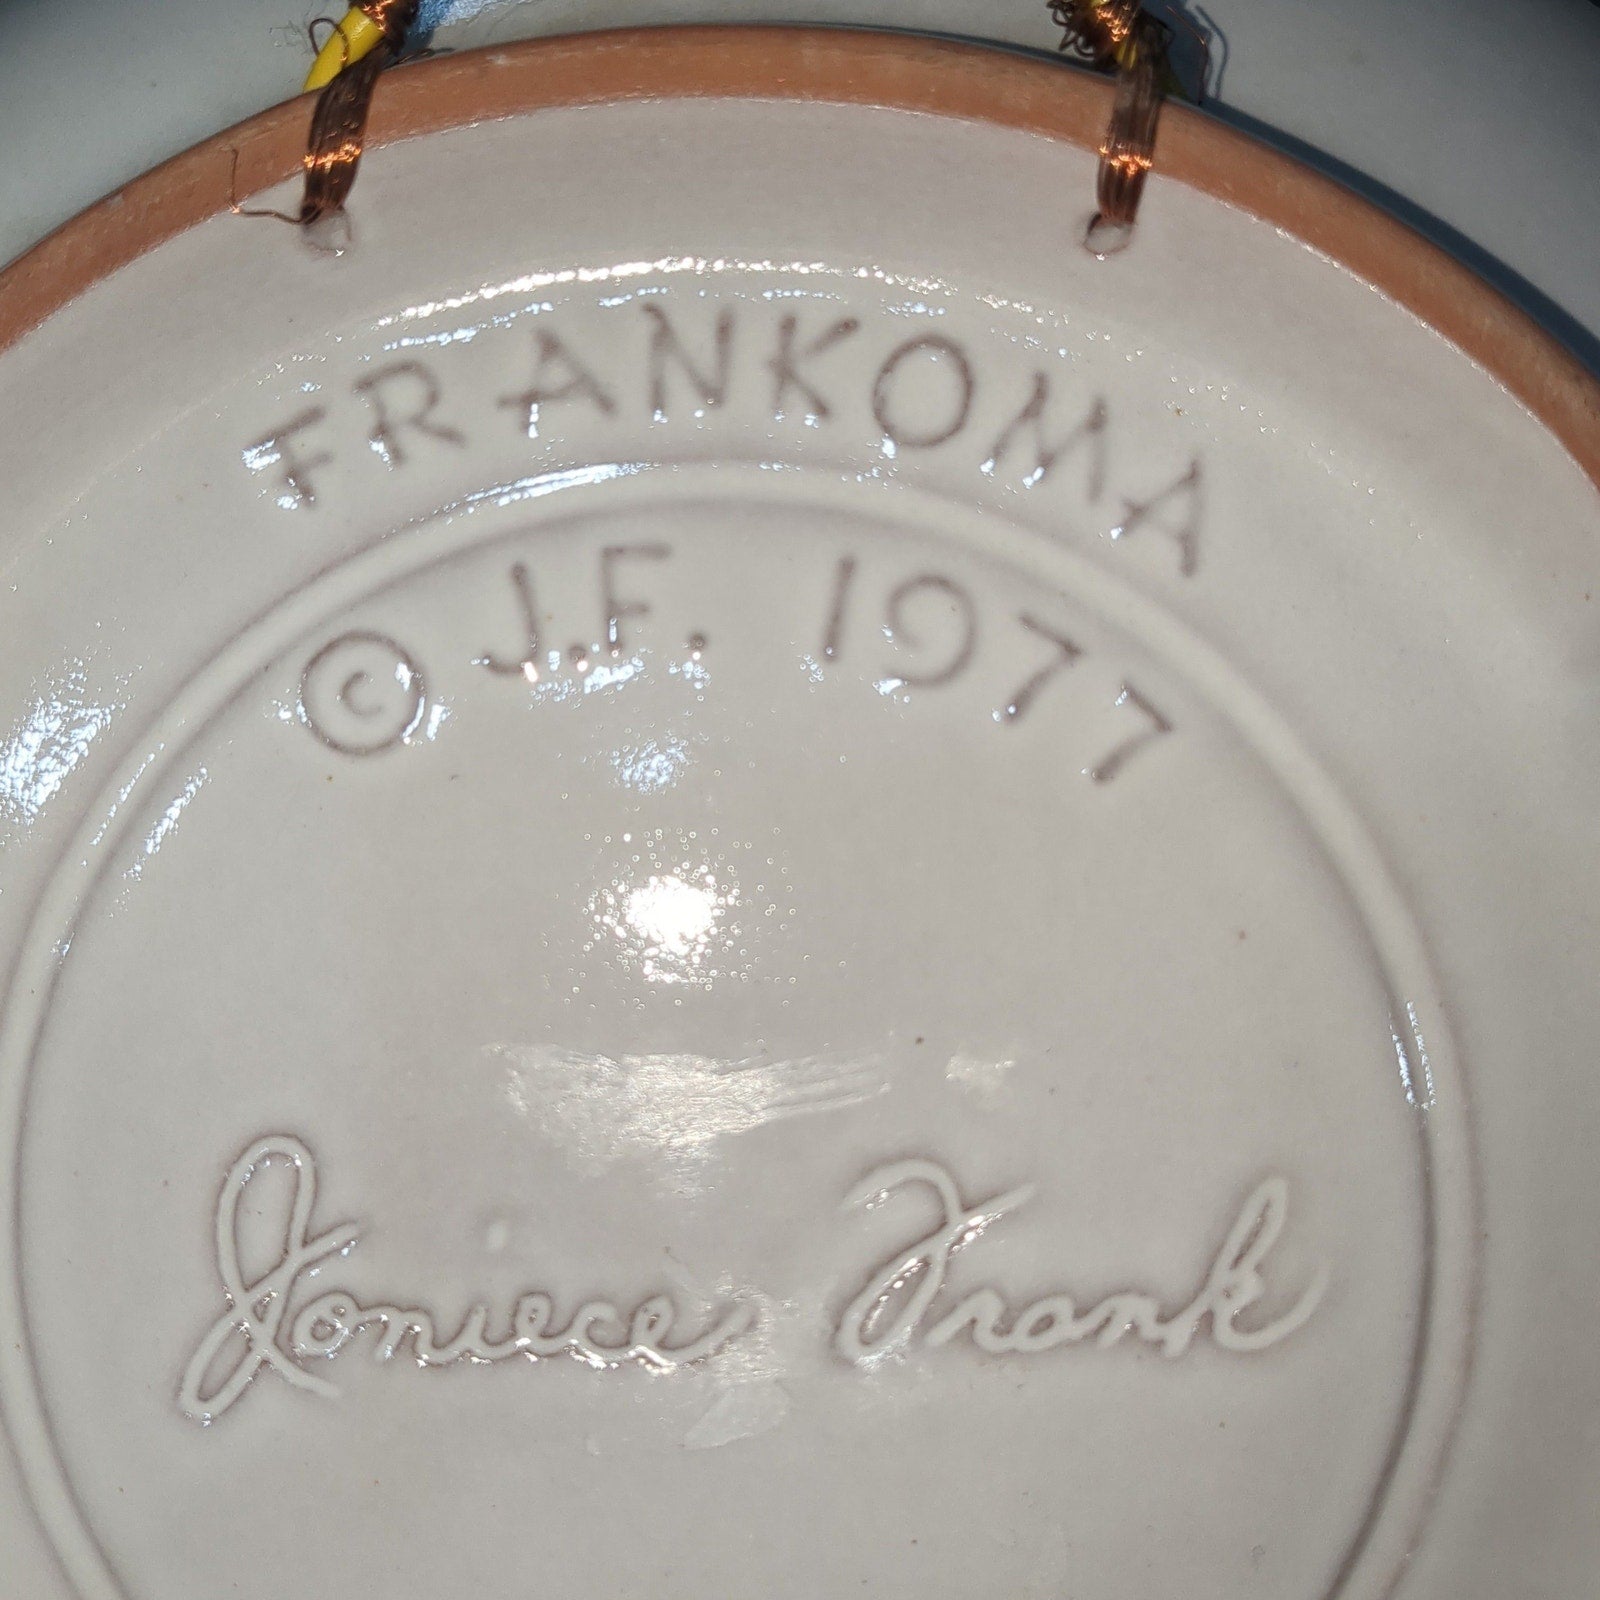 FRANKOMA
© J.F. 1977
Joniece Frank